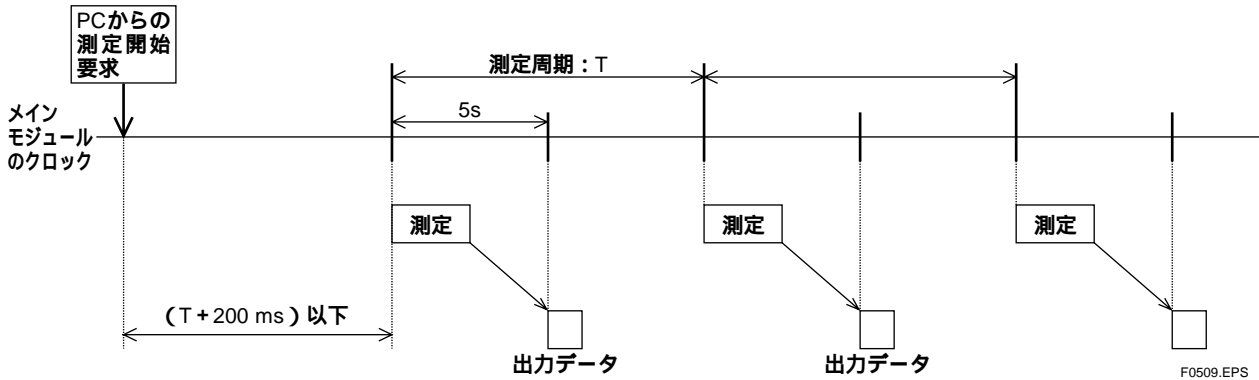 PCからの
測定開始
要求
測定周期：T
メイン
モジュール
のクロック
5s
測定
測定
測定
（T＋200 ms）以下
出力データ
出力データ
F0509.EPS